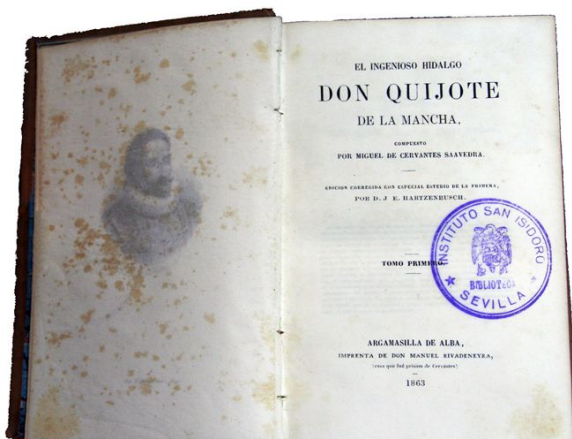 EL INGENIOSO HIDALGO
DON QUIJOTE
DE LA MANCHA,
COMPUESTO
POR MIGUEL DE CERVANTES SAAVEDRA.
EDICION CORREGIDA CON ESPECIAL ESTUDIO DE LA PRIMERA,
POR D. J. E. HARTZENBUSCH.
TOMO PRIMERO.
INSTITUTO SAN ISIDORO
BIBLIOTECA
SEVILLA
ARGAMASILLA DE ALBA,
IMPRENTA DE DON MANUEL RIVADENEYRA,
(casa que fué prision de Cervantes)
1863